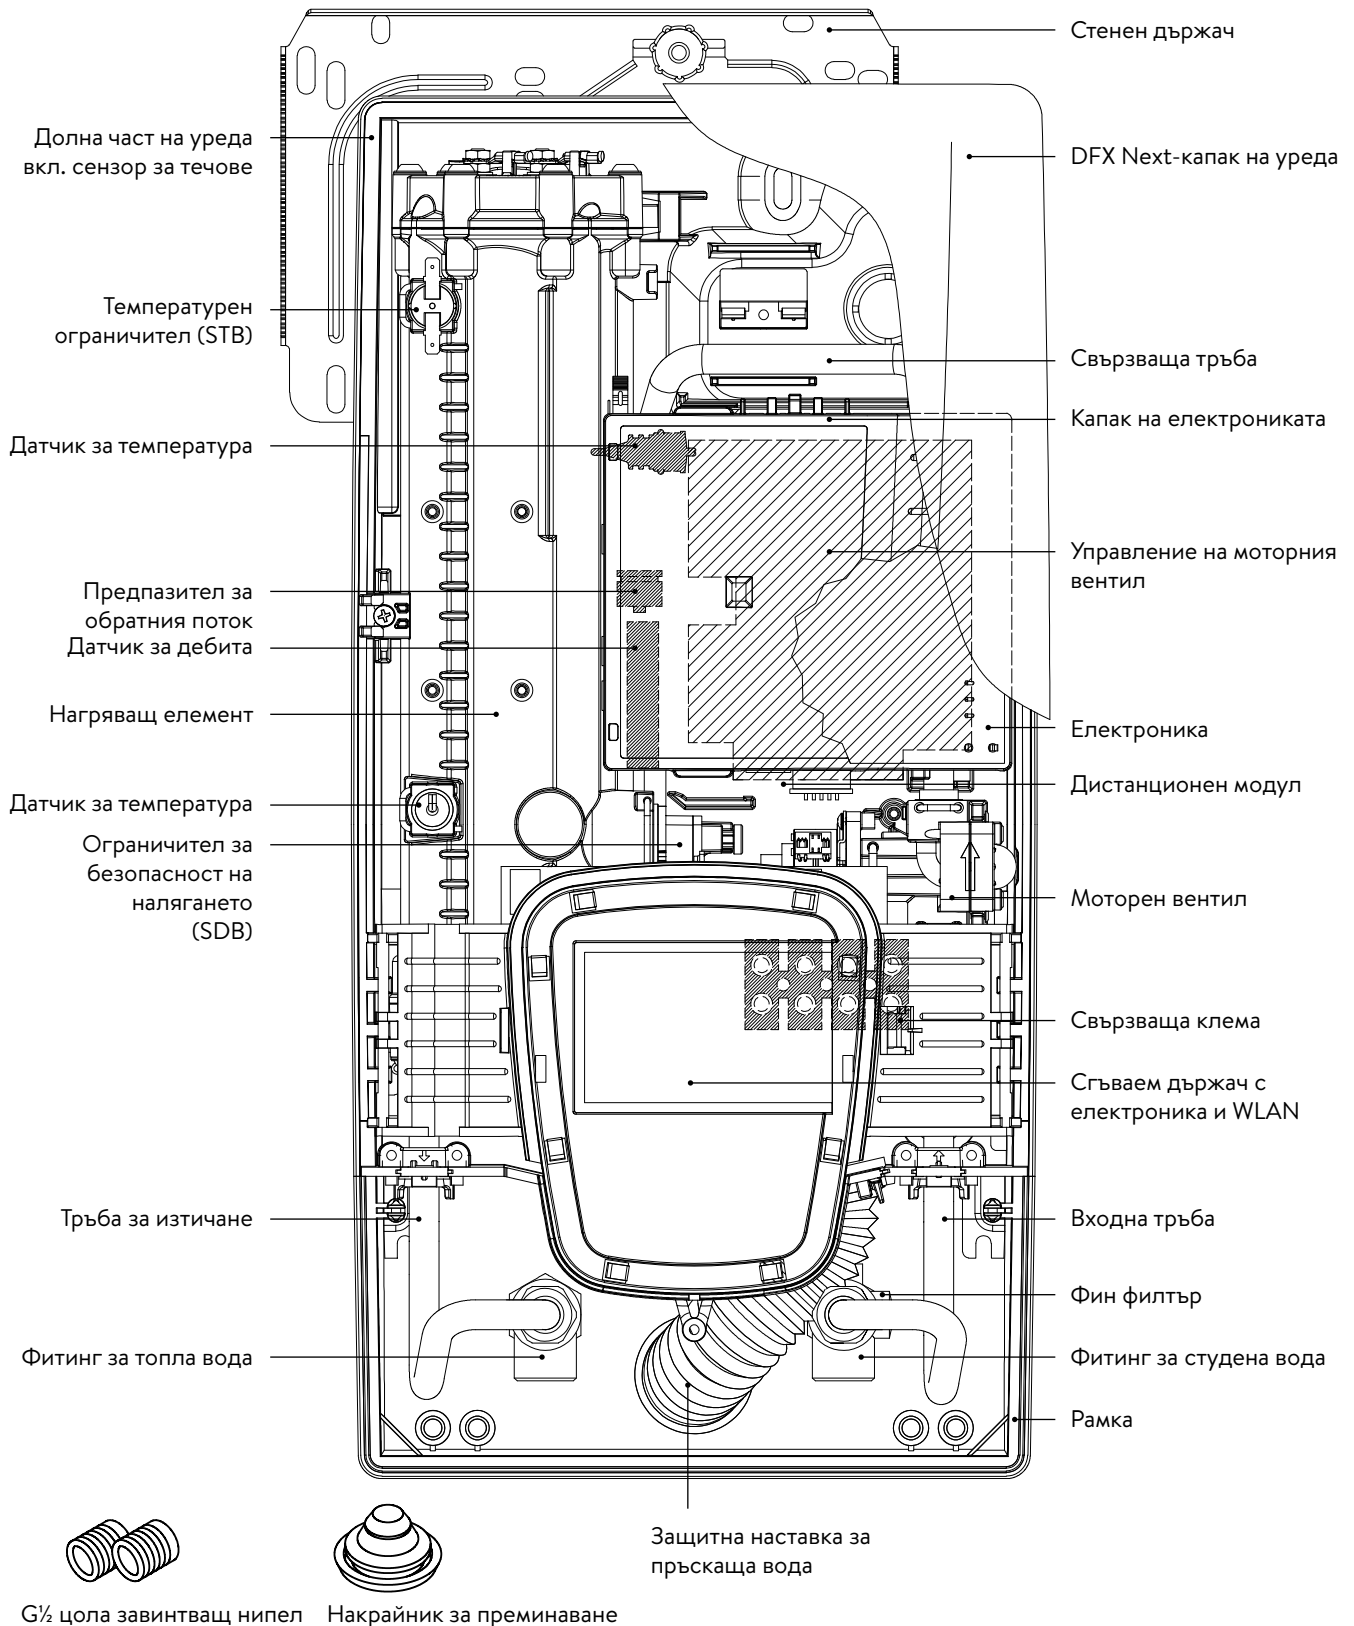 Стенен държач
Долна част на уреда
вкл. сензор за течове
DFX Next-капак на уреда
Температурен
ограничител (STB)
Свързваща тръба
Капак на електрониката
Датчик за температура
Управление на моторния
вентил
Предпазител за
обратния поток
Датчик за дебита
Нагряващ елемент
Електроника
Дистанционен модул
Датчик за температура
Ограничител за
безопасност на
налягането
(SDB)
Моторен вентил
Свързваща клема
Сгъваем държач с
електроника и WLAN
Тръба за изтичане
Входна тръба
Фин филтър
Фитинг за топла вода
Фитинг за студена вода
Рамка
Защитна наставка за
пръскаща вода
G½ цола завинтващ нипел
Накрайник за преминаване